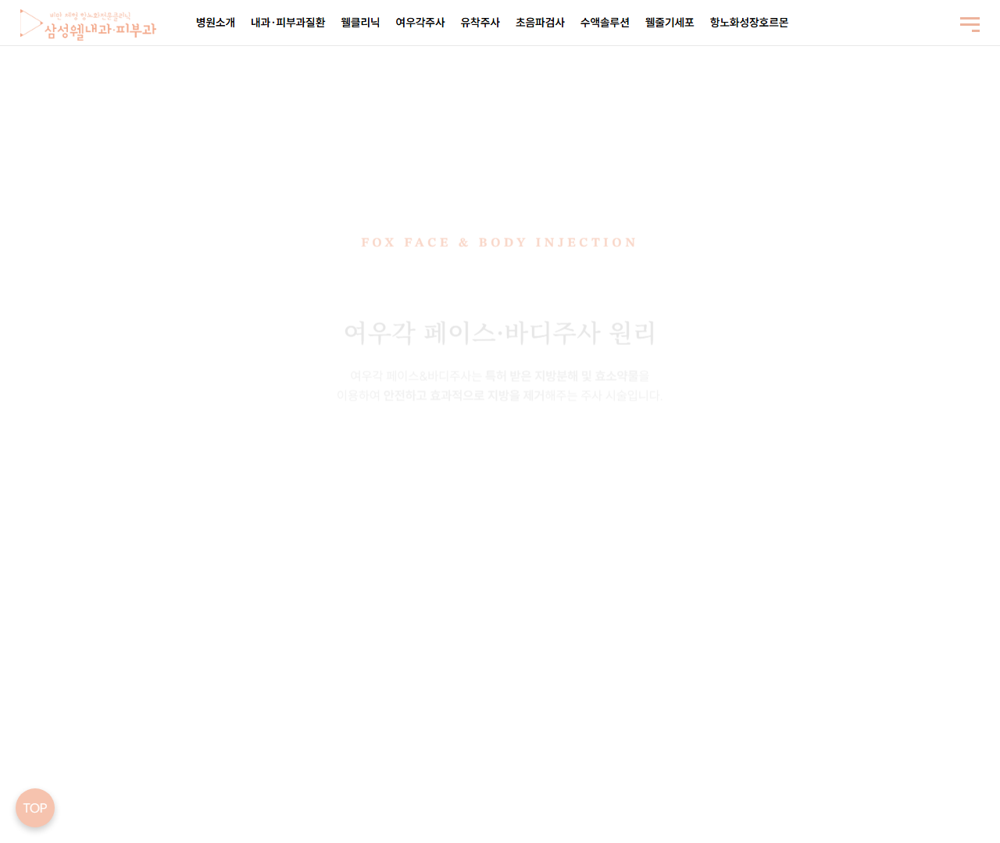 비만 체형 항노화전문클리닉
삼성웰내과·피부과
병원소개 내과·피부과질환 웰클리닉 여우각주사 유착주사 초음파검사 수액솔루션 웰줄기세포 항노화성장호르몬
FOX FACE & BODY INJECTION
여우각 페이스·바디주사 원리
여우각 페이스&바디주사는 특허 받은 지방분해 및 효소약물을
이용하여 안전하고 효과적으로 지방을 제거해주는 주사 시술입니다.
TOP